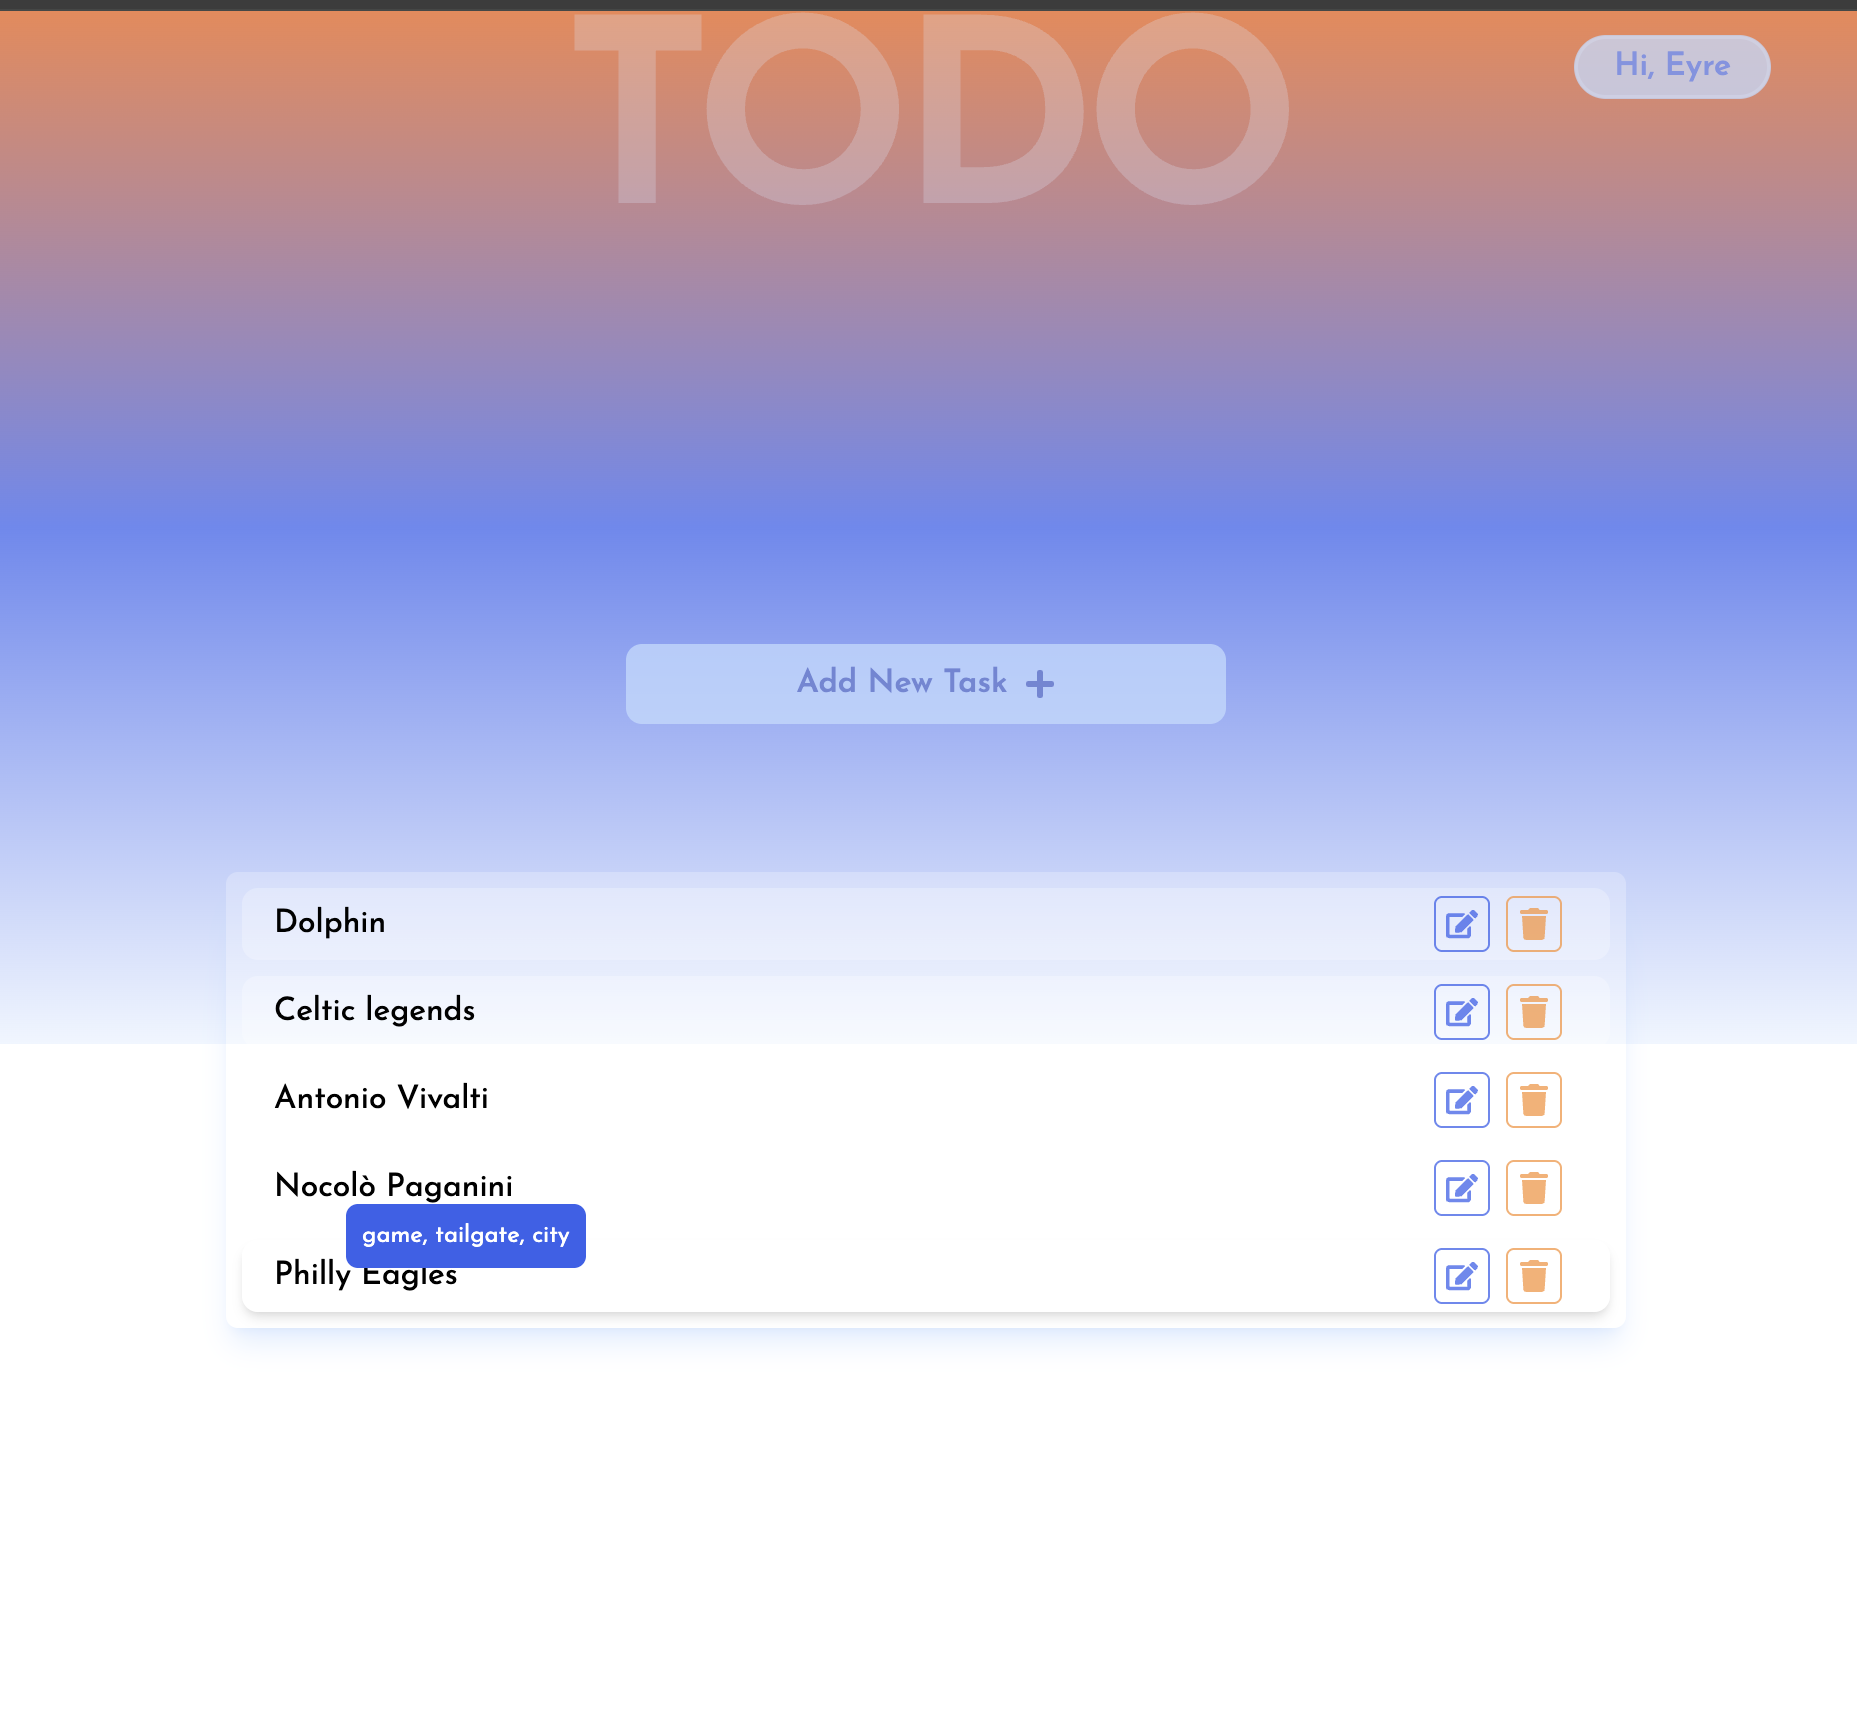 TODO
Hi, Eyre
Add New Task
Dolphin
Celtic legends
Antonio Vivalti
Nocolò Paganini
game, tailgate, city
Philly Eagles